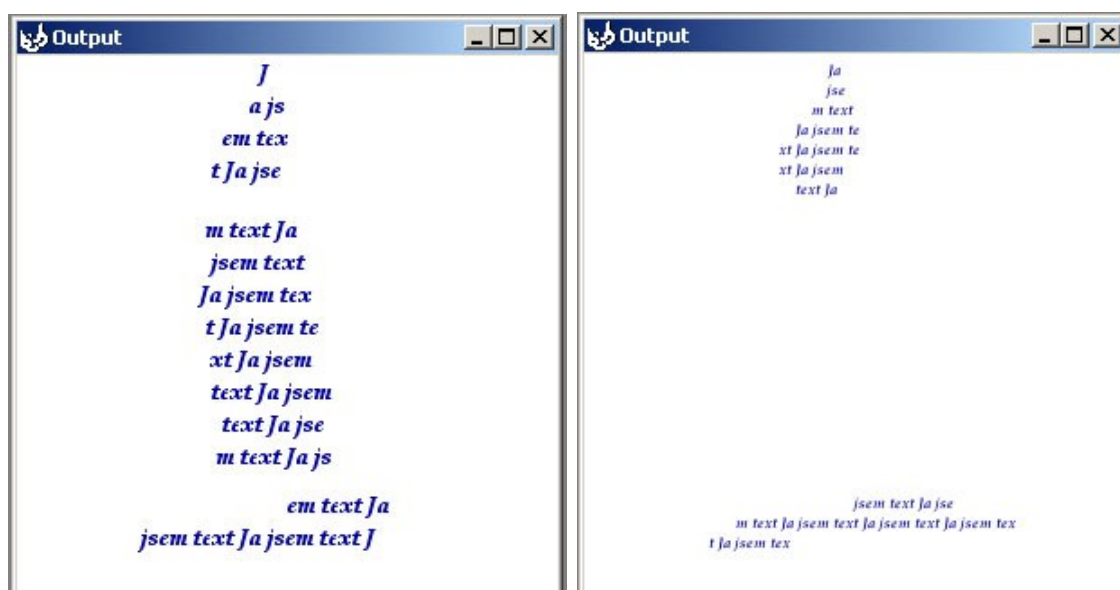 Output
J
a js
em tex
t Ja jse
m text Ja
jsem text
Ja jsem tex
t Ja jsem te
xt Ja jsem
text Ja jsem
text Ja jse
m text Ja js
em text Ja
jsem text Ja jsem text J
Output
Ja
jse
m text
Ja jsem te
xt Ja jsem te
xt Ja jsem
text Ja
jsem text Ja jse
m text Ja jsem text Ja jsem text Ja jsem tex
t Ja jsem tex